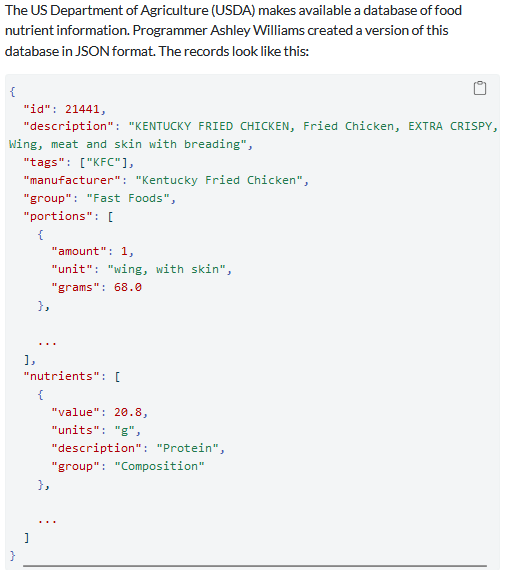 The US Department of Agriculture (USDA) makes available a database of food
nutrient information. Programmer Ashley Williams created a version of this
database in JSON format. The records look like this:
{
  "id": 21441,
  "description": "KENTUCKY FRIED CHICKEN, Fried Chicken, EXTRA CRISPY,
Wing, meat and skin with breading",
  "tags": ["KFC"],
  "manufacturer": "Kentucky Fried Chicken",
  "group": "Fast Foods",
  "portions": [
    {
      "amount": 1,
      "unit": "wing, with skin",
      "grams": 68.0
    },
    ...
  ],
  "nutrients": [
    {
      "value": 20.8,
      "units": "g",
      "description": "Protein",
      "group": "Composition"
    },
    ...
  ]
}